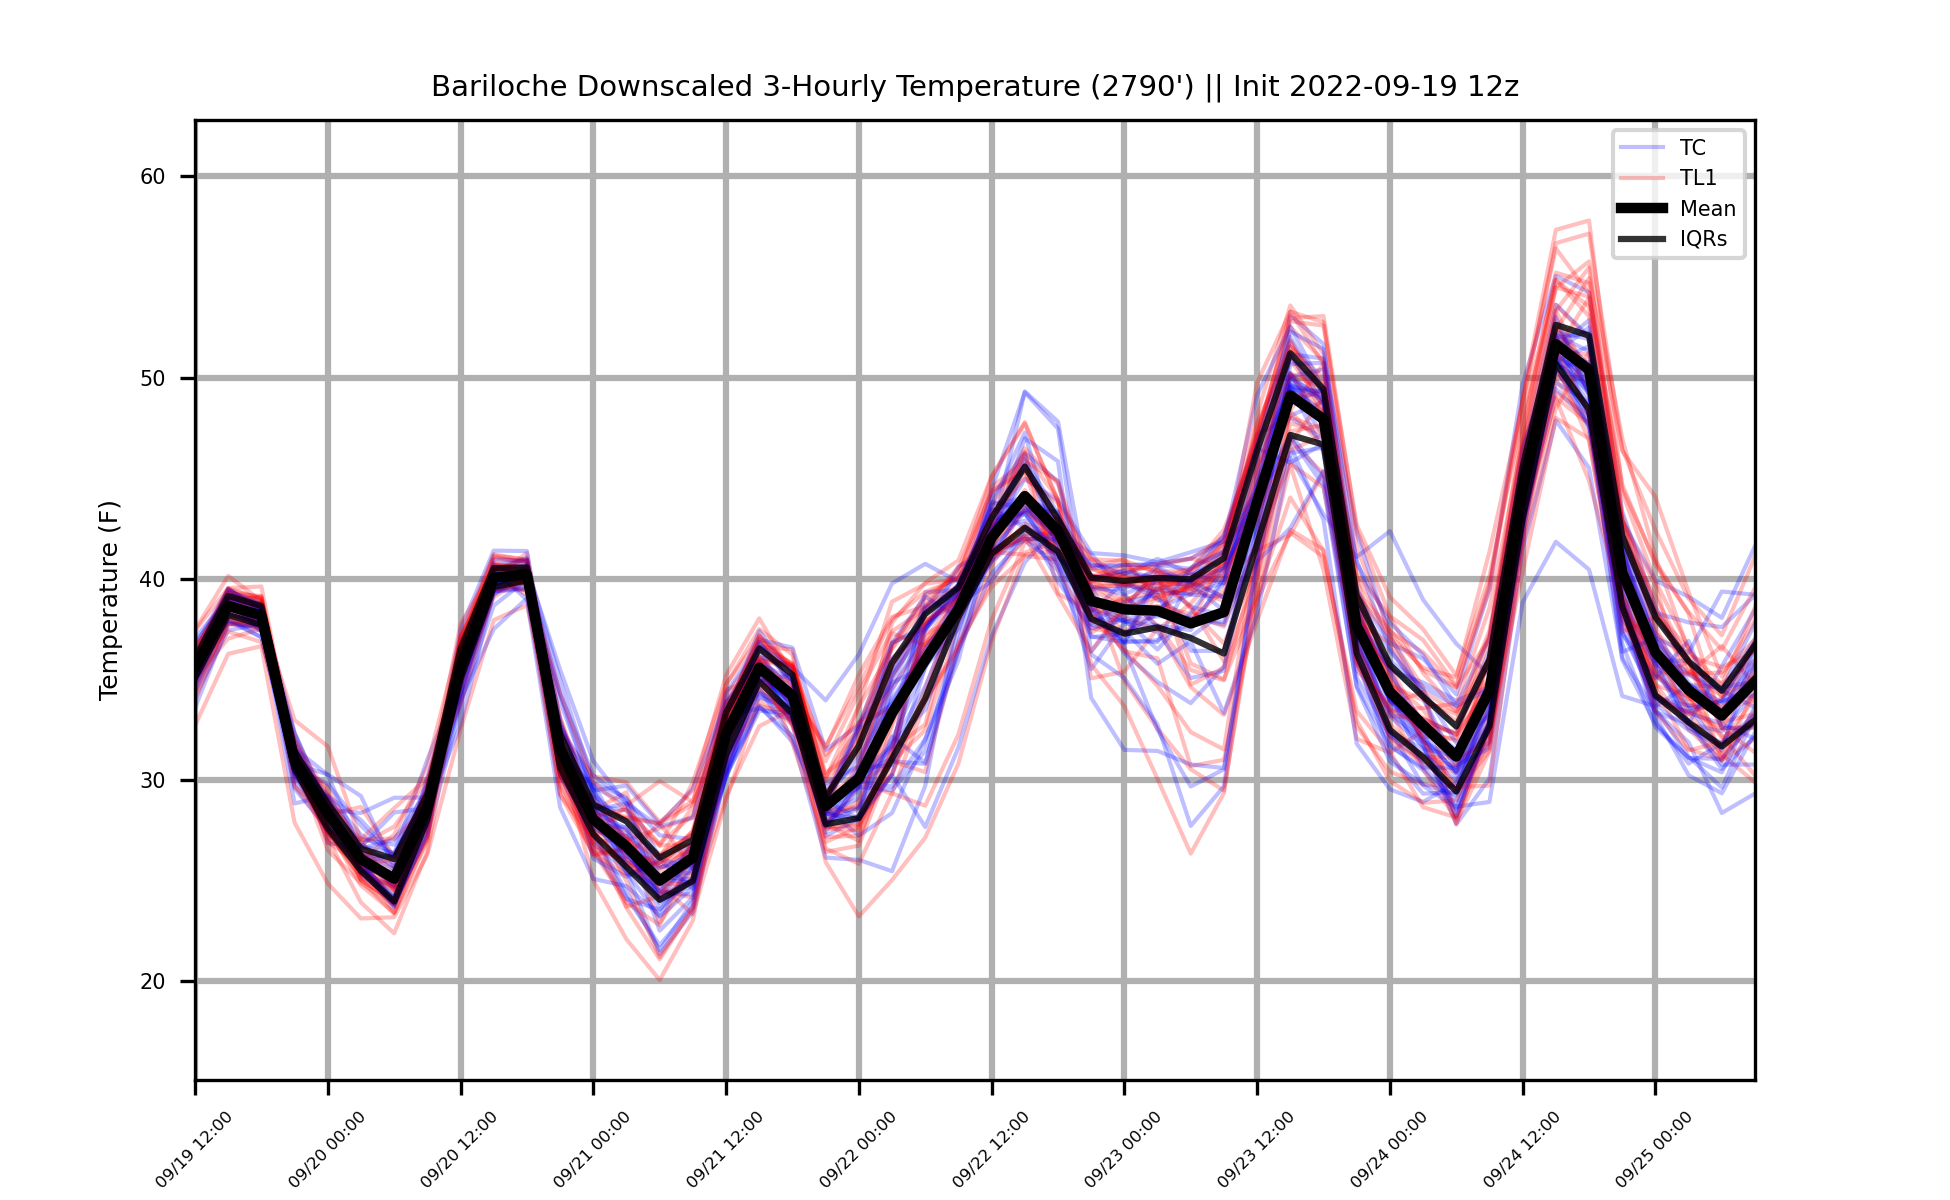 Bariloche Downscaled 3-Hourly Temperature (2790') || Init 2022-09-19 12z
TC
TL1
Mean
IQRs
Temperature (F)
60
50
40
30
20
09/19 12:00
09/20 00:00
09/20 12:00
09/21 00:00
09/21 12:00
09/22 00:00
09/22 12:00
09/23 00:00
09/23 12:00
09/24 00:00
09/24 12:00
09/25 00:00